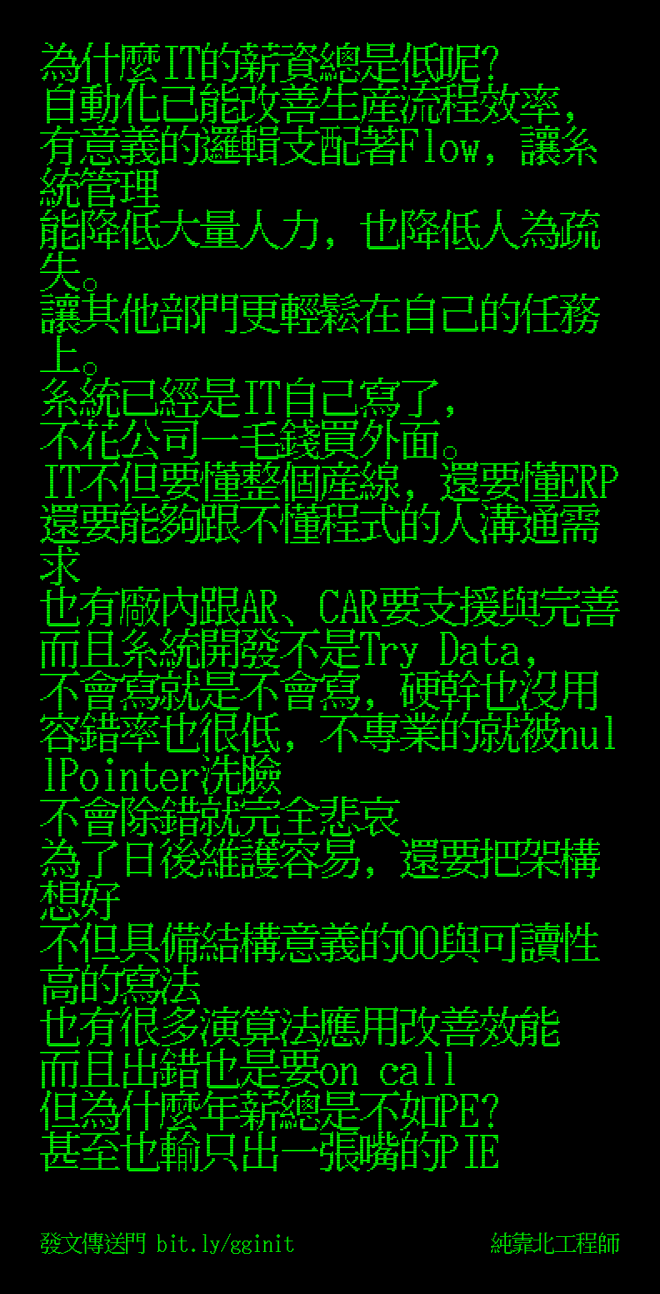 為什麼IT的薪資總是低呢?
自動化已能改善生產流程效率,
有意義的邏輯支配著Flow, 讓系
統管理
能降低大量人力, 也降低人為疏
失。
讓其他部門更輕鬆在自己的任務
上。
系統已經是IT自己寫了,
不花公司一毛錢買外面。
IT不但要懂整個產線, 還要懂ERP
還要能夠跟不懂程式的人溝通需
求
也有廠內跟AR、CAR要支援與完善
而且系統開發不是Try Data,
不會寫就是不會寫, 硬幹也沒用
容錯率也很低, 不專業的就被nul
lPointer洗臉
不會除錯就完全悲哀
為了日後維護容易, 還要把架構
想好
不但具備結構意義的OO與可讀性
高的寫法
也有很多演算法應用改善效能
而且出錯也是要on call
但為什麼年薪總是不如PE?
甚至也輸只出一張嘴的PIE
發文傳送門 bit.ly/gginit
純靠北工程師